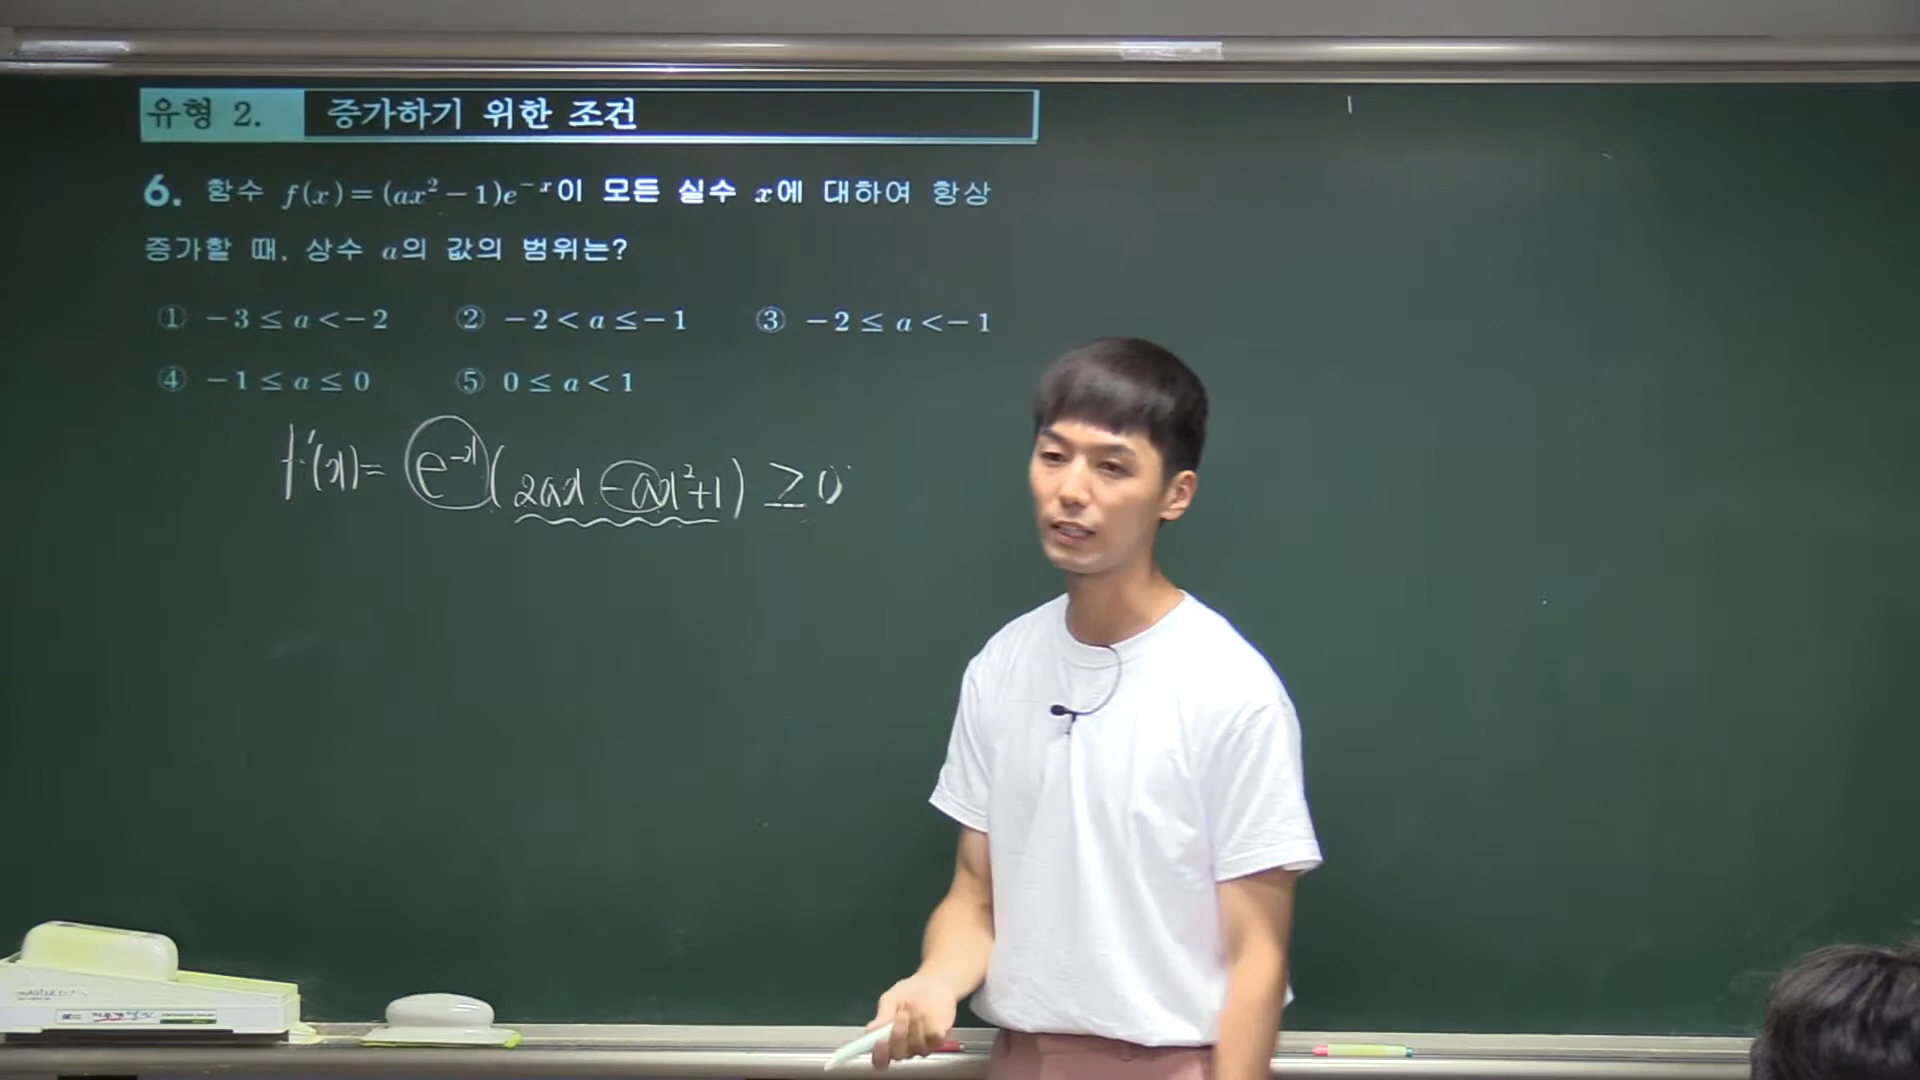 유형 2. 증가하기 위한 조건
6. 함수 f(x)=(ax²-1)e⁻ˣ이 모든 실수 x에 대하여 항상
증가할 때, 상수 a의 값의 범위는?
① -3≤a<-2 ② -2<a≤-1 ③ -2≤a<-1
④ -1≤a≤0 ⑤ 0≤a<1
f'(x)= e⁻ˣ(2ax-ax²+1) ≥0